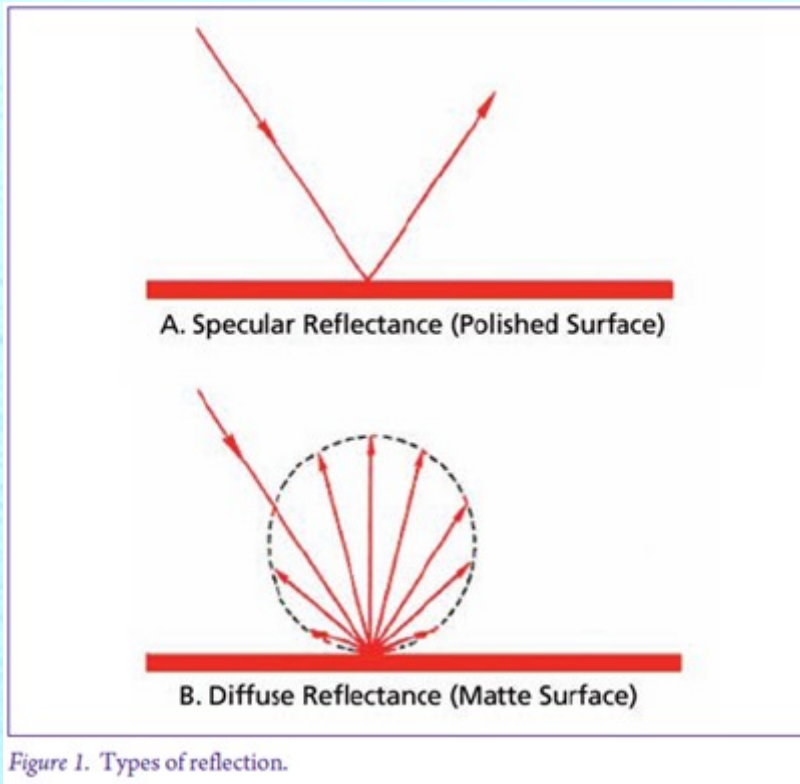 A. Specular Reflectance (Polished Surface)
B. Diffuse Reflectance (Matte Surface)
Figure 1. Types of reflection.